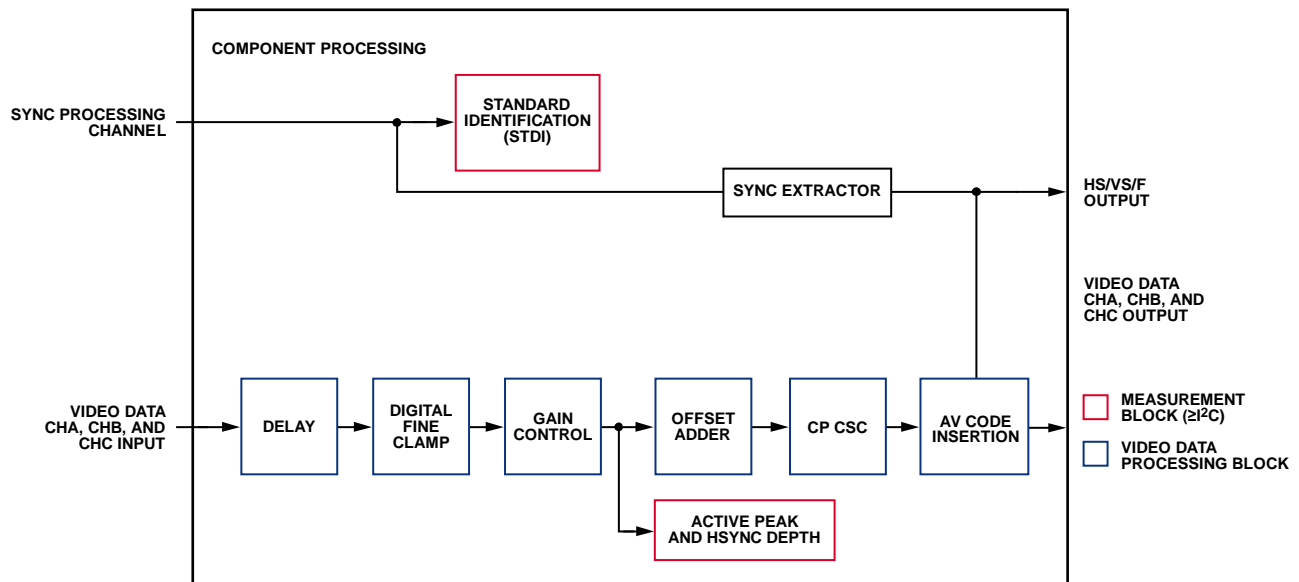 COMPONENT PROCESSING
SYNC PROCESSING
CHANNEL
STANDARD
IDENTIFICATION
(STDI)
SYNC EXTRACTOR
HS/VS/F
OUTPUT
VIDEO DATA
CHA, CHB, AND
CHC OUTPUT
VIDEO DATA
CHA, CHB, AND
CHC INPUT
DELAY
DIGITAL
FINE
CLAMP
GAIN
CONTROL
OFFSET
ADDER
CP CSC
AV CODE
INSERTION
MEASUREMENT
BLOCK (≥I²C)
VIDEO DATA
PROCESSING BLOCK
ACTIVE PEAK
AND HSYNC DEPTH